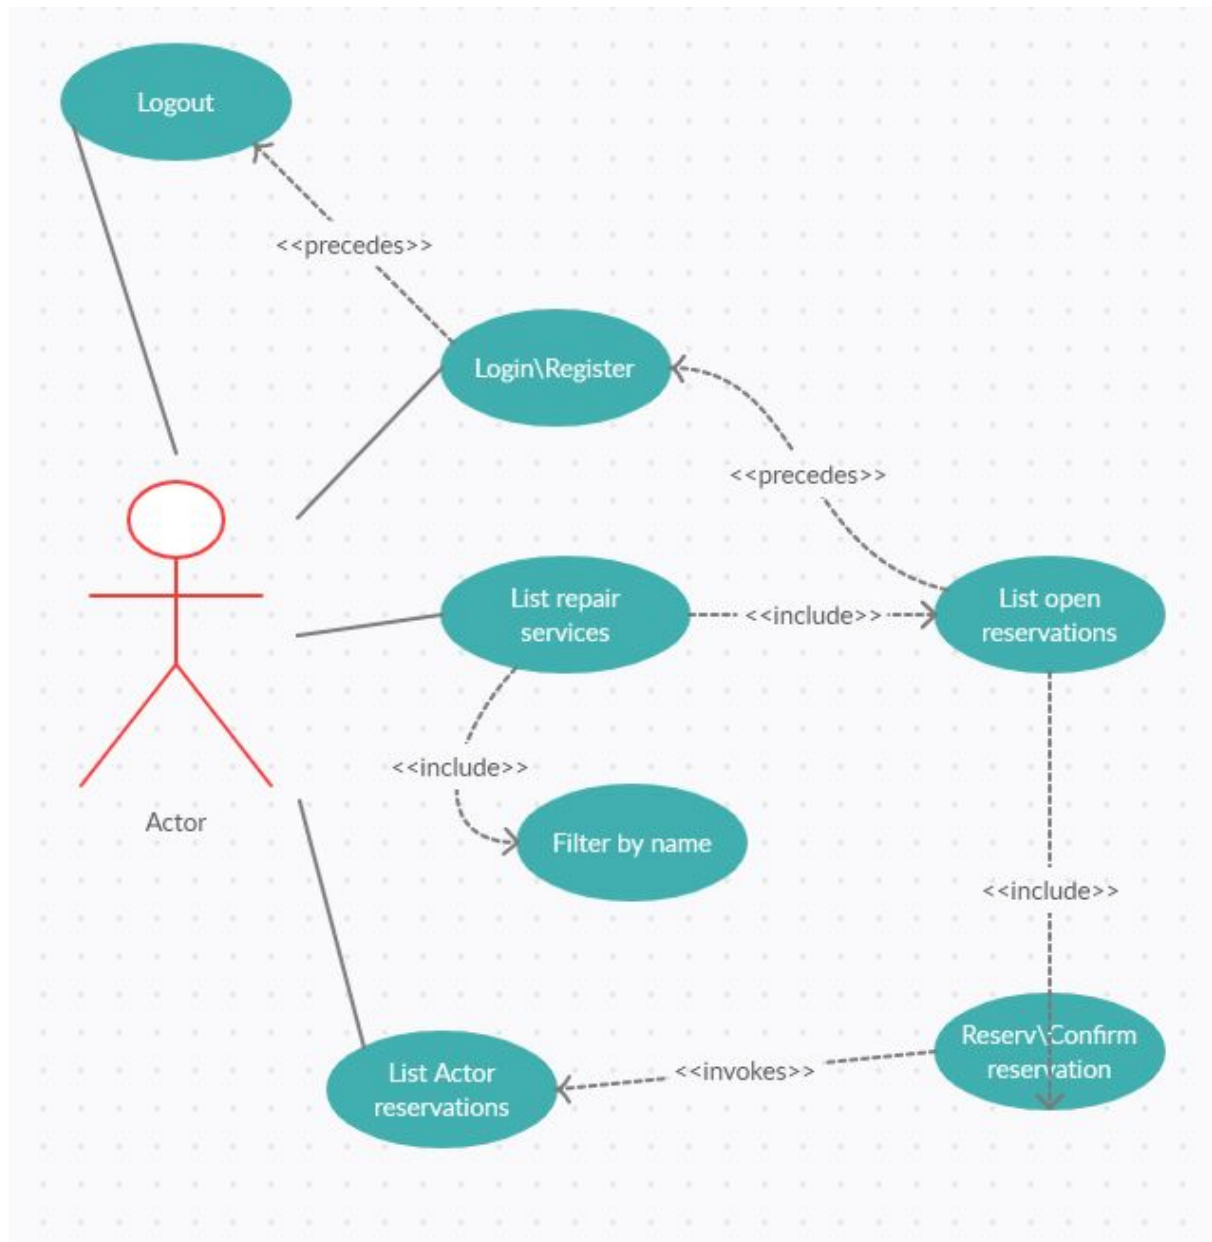 Logout
<<precedes>>
Login\Register
<<precedes>>
List repair
services
<<include>>
List open
reservations
<<include>>
Filter by name
Actor
<<include>>
Reserv\Confirm
reservation
<<invokes>>
List Actor
reservations